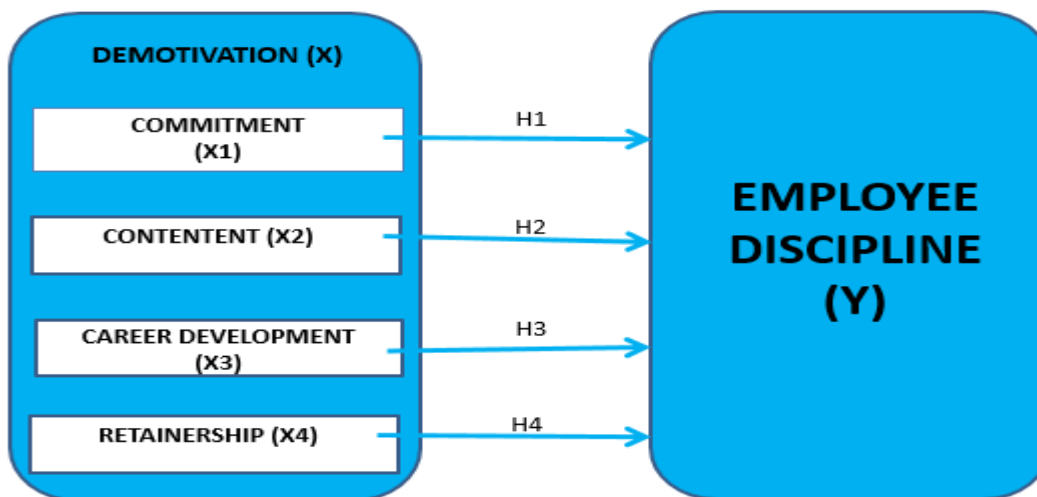 DEMOTIVATION (X)
COMMITMENT
(X1)
H1
CONTENTENT (X2)
H2
CAREER DEVELOPMENT
(X3)
H3
RETAINERSHIP (X4)
H4
EMPLOYEE
DISCIPLINE
(Y)